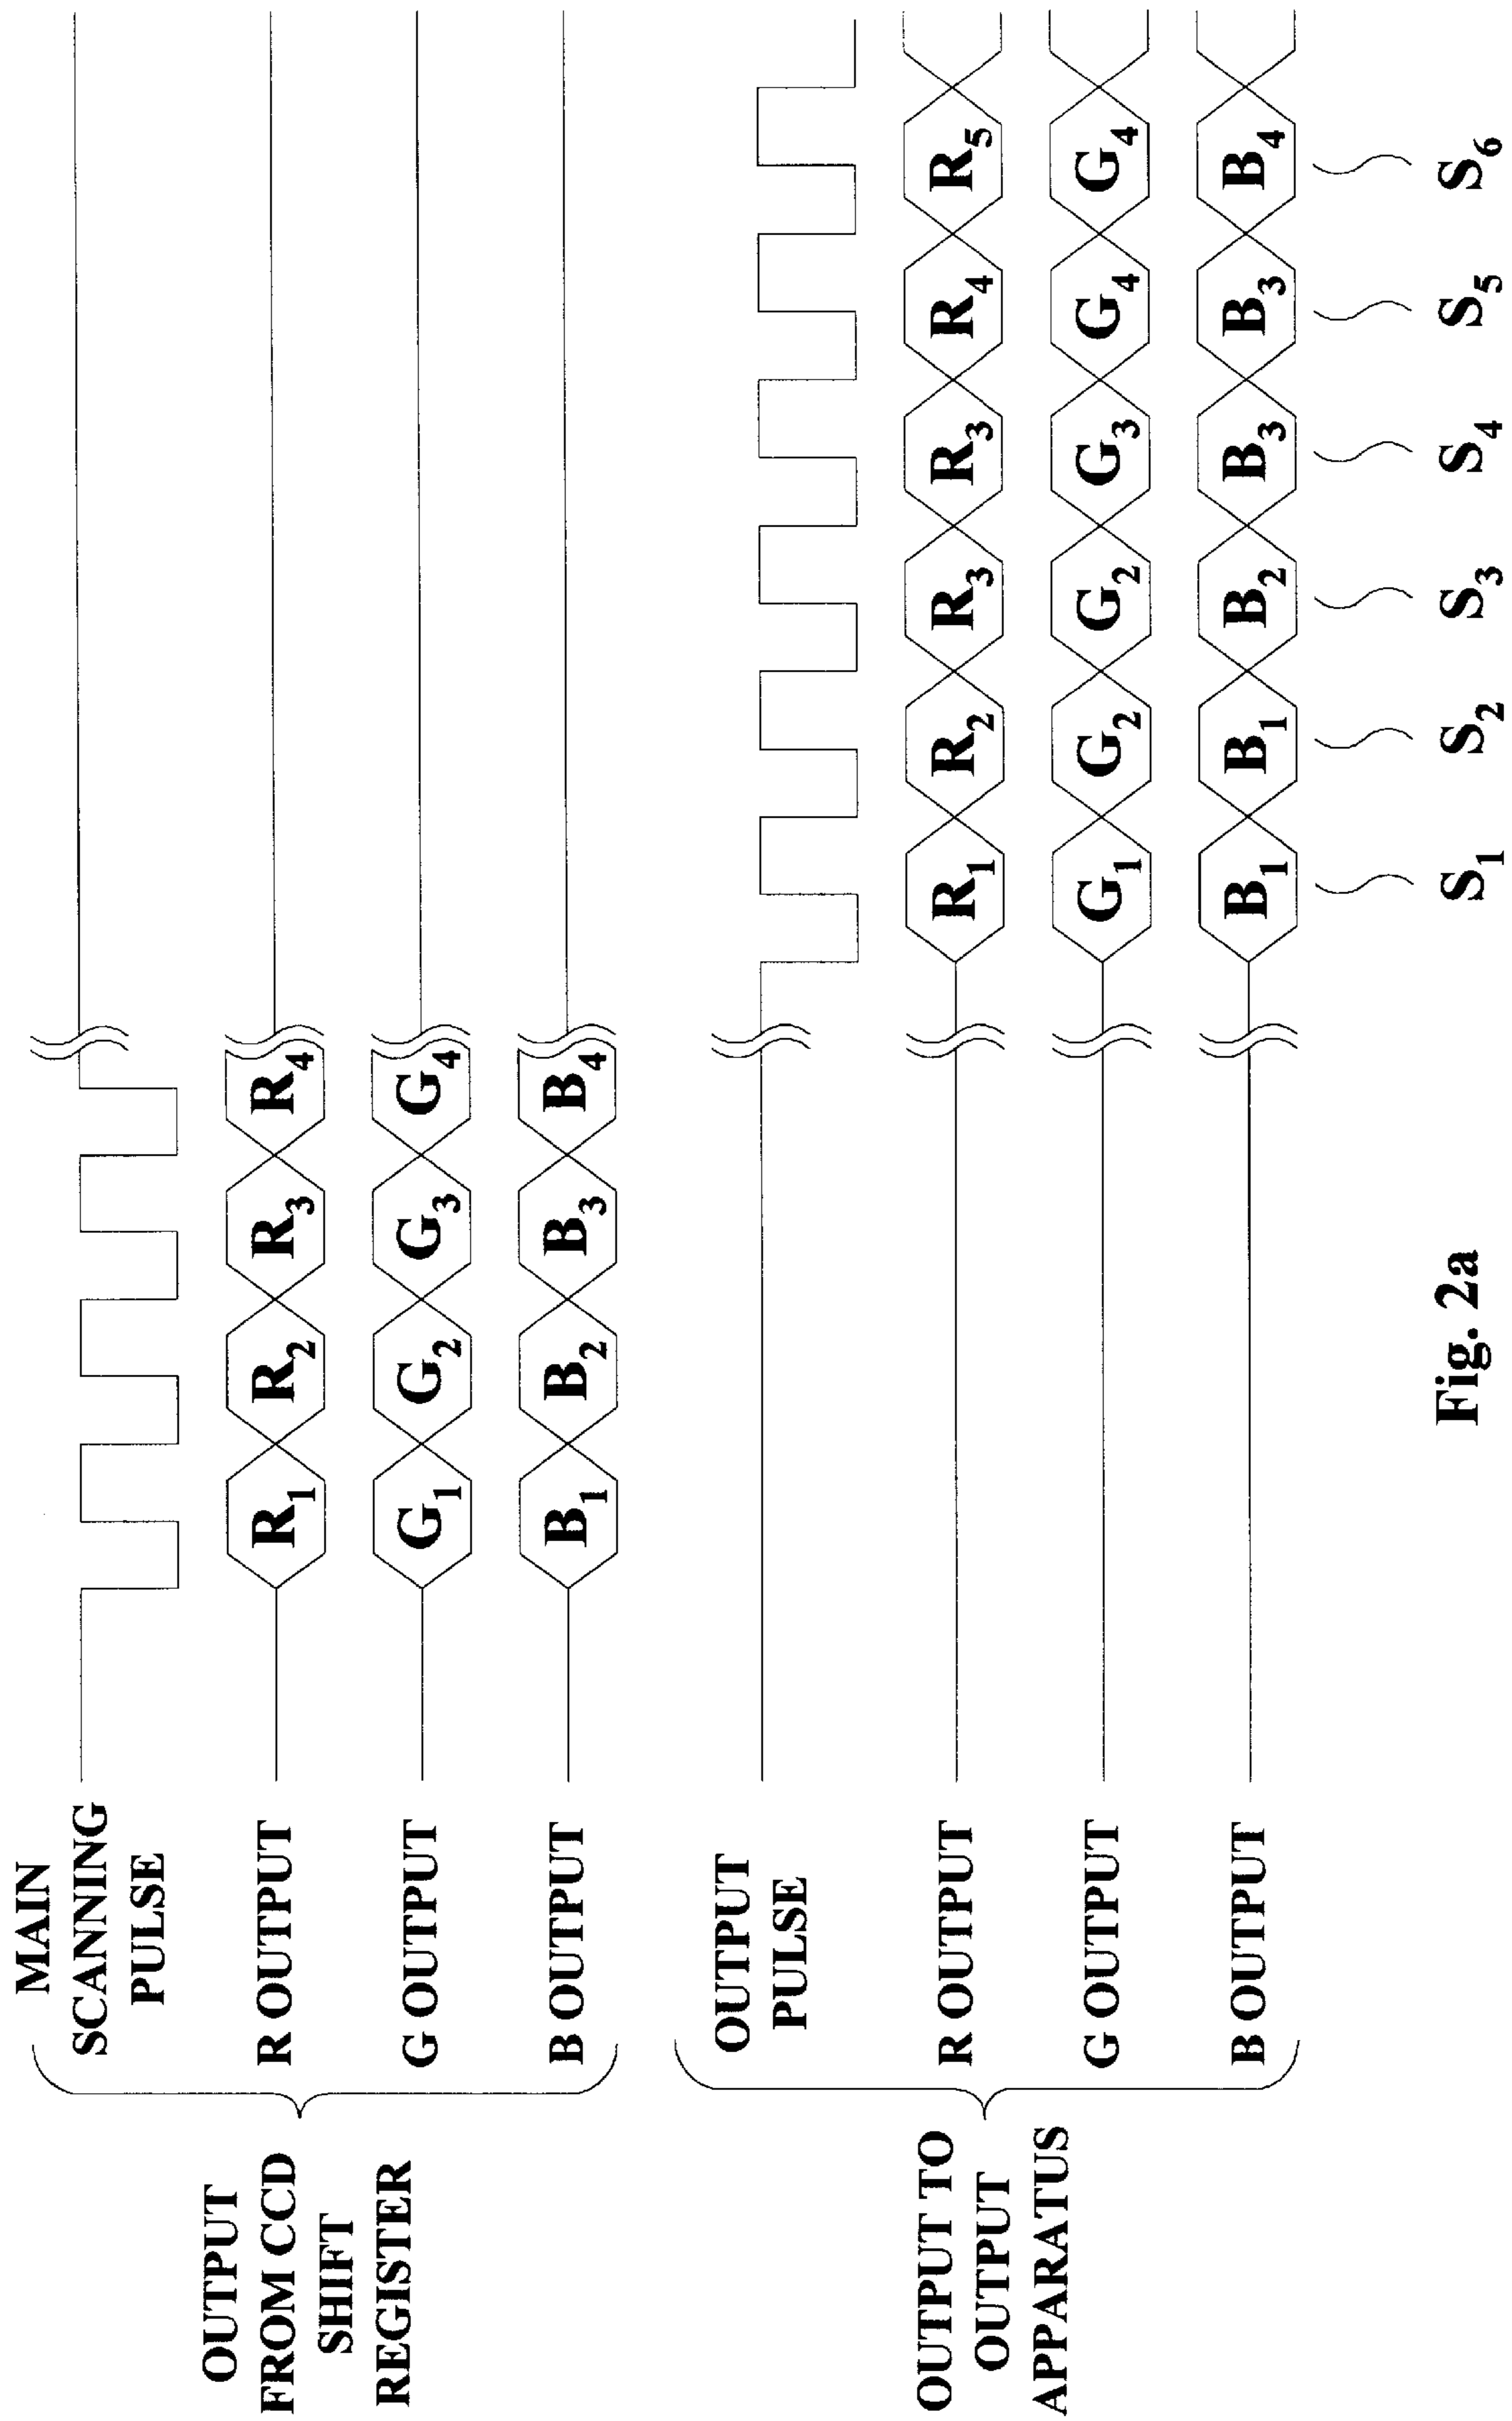 OUTPUT
FROM CCD
SHIFT
REGISTER
MAIN
SCANNING
PULSE
R OUTPUT
R1 R2 R3 R4
G OUTPUT
G1 G2 G3 G4
B OUTPUT
B1 B2 B3 B4
OUTPUT TO
OUTPUT
APPARATUS
OUTPUT
PULSE
R OUTPUT
R1 R2 R3 R3 R4 R5
G OUTPUT
G1 G2 G2 G3 G4 G4
B OUTPUT
B1 B1 B2 B3 B3 B4
S1 S2 S3 S4 S5 S6
Fig. 2a